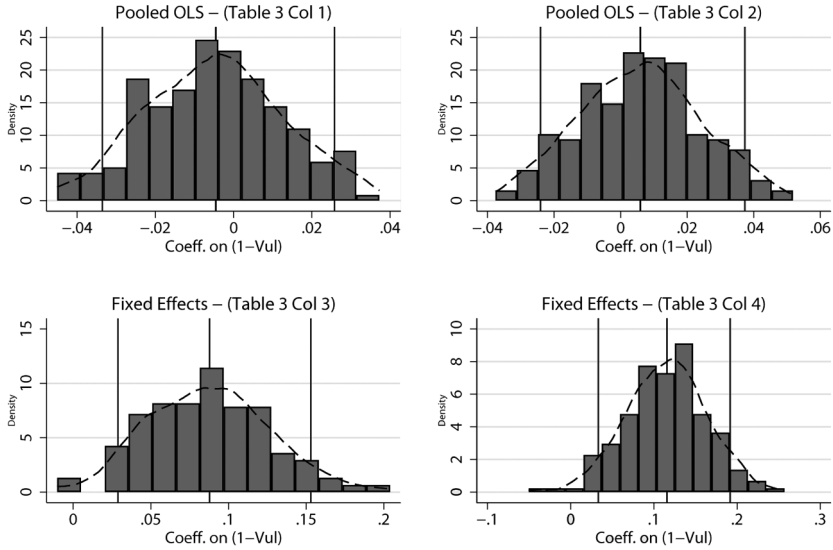 Pooled OLS − (Table 3 Col 1)
25
20
15
10
5
0
Density
−.04 −.02 0 .02 .04
Coeff. on (1−Vul)
Pooled OLS − (Table 3 Col 2)
25
20
15
10
5
0
Density
−.04 −.02 0 .02 .04 .06
Coeff. on (1−Vul)
Fixed Effects − (Table 3 Col 3)
15
10
5
0
Density
0 .05 .1 .15 .2
Coeff. on (1−Vul)
Fixed Effects − (Table 3 Col 4)
10
8
6
4
2
0
Density
−.1 0 .1 .2 .3
Coeff. on (1−Vul)